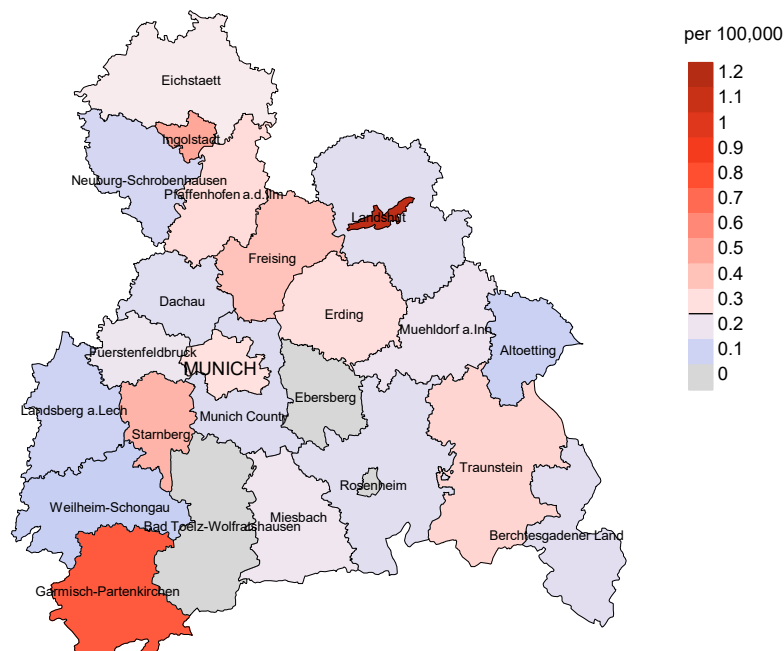 per 100,000
1.2
1.1
1
0.9
0.8
0.7
0.6
0.5
0.4
0.3
0.2
0.1
0
Eichstaett
Ingolstadt
Neuburg-Schrobenhausen
Pfaffenhofen a.d.Ilm
Landshut
Freising
Dachau
Erding
Muehldorf a.Inn
Altoetting
Fuerstenfeldbruck
MUNICH
Ebersberg
Landsberg a.Lech
Munich County
Starnberg
Traunstein
Rosenheim
Weilheim-Schongau
Miesbach
Bad Toelz-Wolfratshausen
Berchtesgadener Land
Garmisch-Partenkirchen